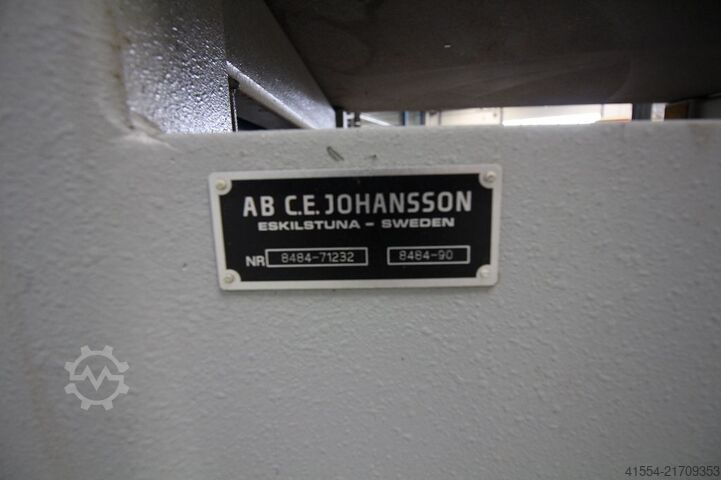 AB C.E. JOHANSSON
ESKILSTUNA – SWEDEN
NR 8484-71232 8484-90
41554-21709353